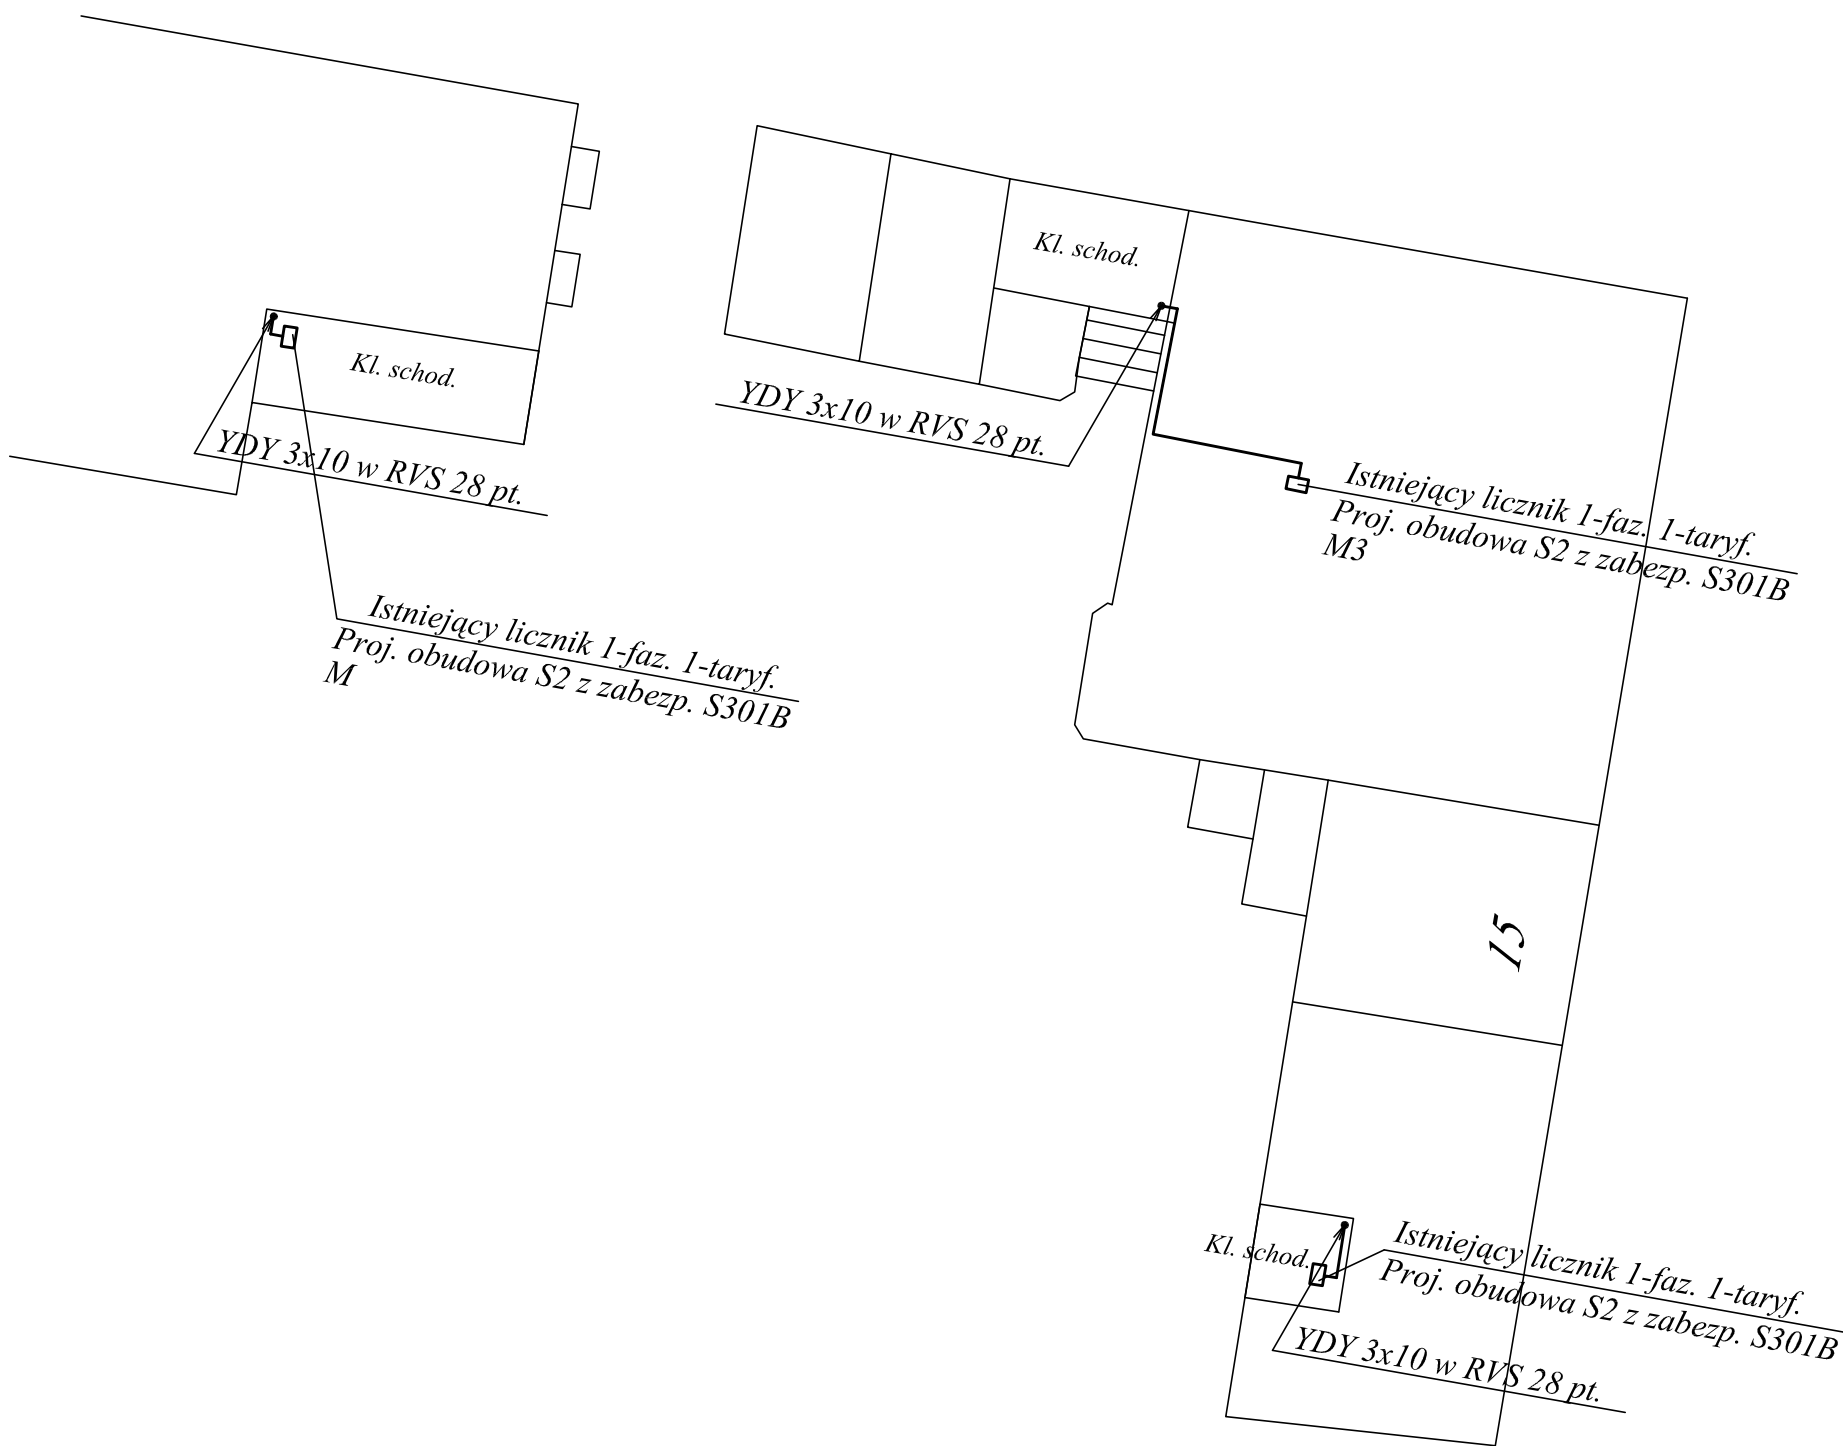 Kl. schod.
Kl. schod.
YDY 3x10 w RVS 28 pt.
YDY 3x10 w RVS 28 pt.
Istniejący licznik 1-faz. 1-taryf.
Proj. obudowa S2 z zabezp. S301B
M3
Istniejący licznik 1-faz. 1-taryf.
Proj. obudowa S2 z zabezp. S301B
M
15
Kl. schod.
Istniejący licznik 1-faz. 1-taryf.
Proj. obudowa S2 z zabezp. S301B
YDY 3x10 w RVS 28 pt.